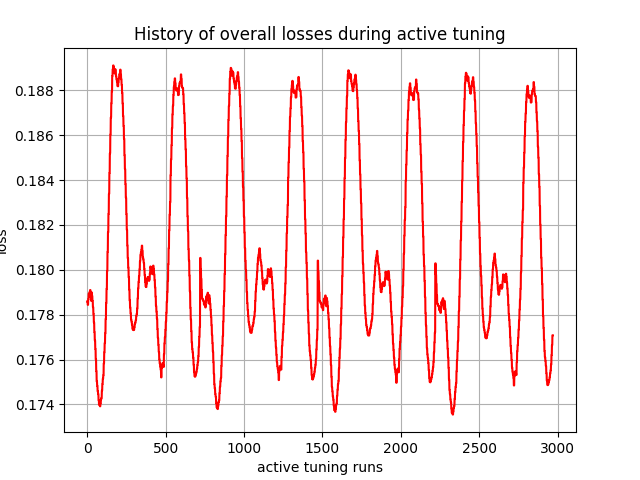 History of overall losses during active tuning
0.188
0.186
0.184
0.182
0.180
0.178
0.176
0.174
loss
0 500 1000 1500 2000 2500 3000
active tuning runs